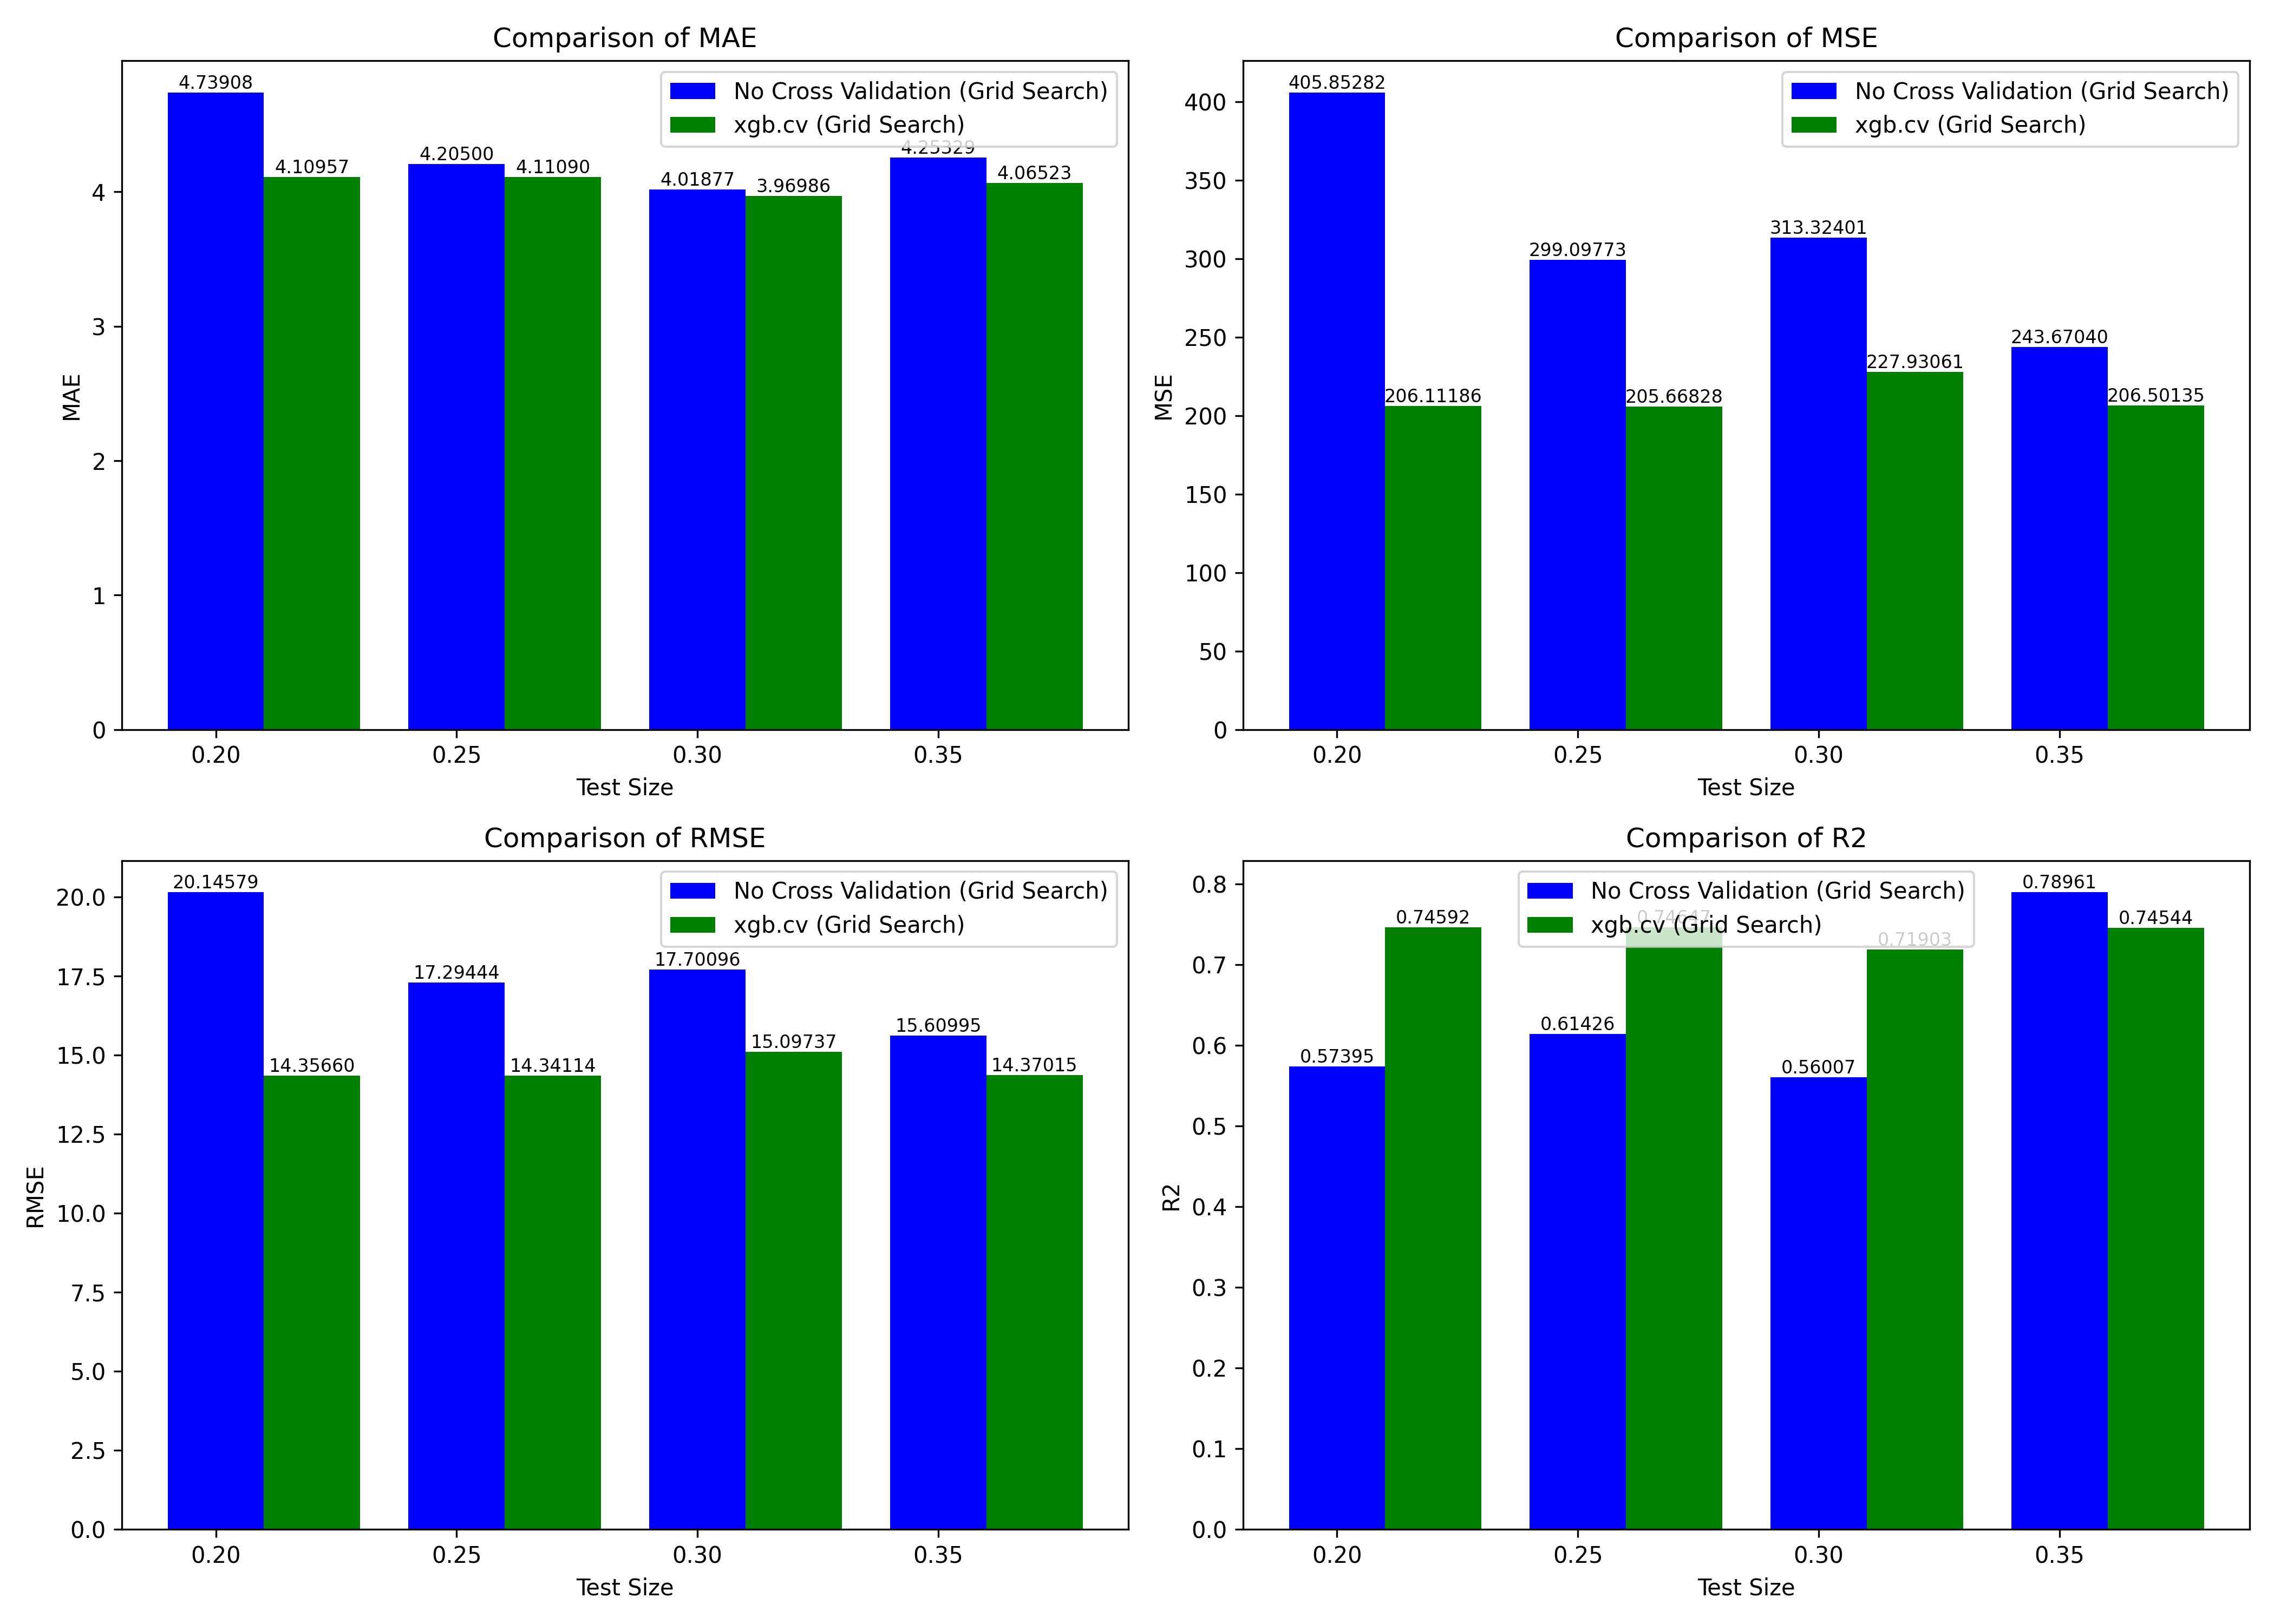 Comparison of MAE
No Cross Validation (Grid Search)
xgb.cv (Grid Search)
4.73908
4.10957
4.20500
4.11090
4.01877
3.96986
4.25329
4.06523
MAE
4
3
2
1
0
0.20 0.25 0.30 0.35
Test Size
Comparison of MSE
No Cross Validation (Grid Search)
xgb.cv (Grid Search)
405.85282
206.11186
299.09773
205.66828
313.32401
227.93061
243.67040
206.50135
MSE
400
350
300
250
200
150
100
50
0
0.20 0.25 0.30 0.35
Test Size
Comparison of RMSE
No Cross Validation (Grid Search)
xgb.cv (Grid Search)
20.14579
14.35660
17.29444
14.34114
17.70096
15.09737
15.60995
14.37015
RMSE
20.0
17.5
15.0
12.5
10.0
7.5
5.0
2.5
0.0
0.20 0.25 0.30 0.35
Test Size
Comparison of R2
No Cross Validation (Grid Search)
xgb.cv (Grid Search)
0.57395
0.74592
0.61426
0.74647
0.56007
0.71903
0.78961
0.74544
R2
0.8
0.7
0.6
0.5
0.4
0.3
0.2
0.1
0.0
0.20 0.25 0.30 0.35
Test Size